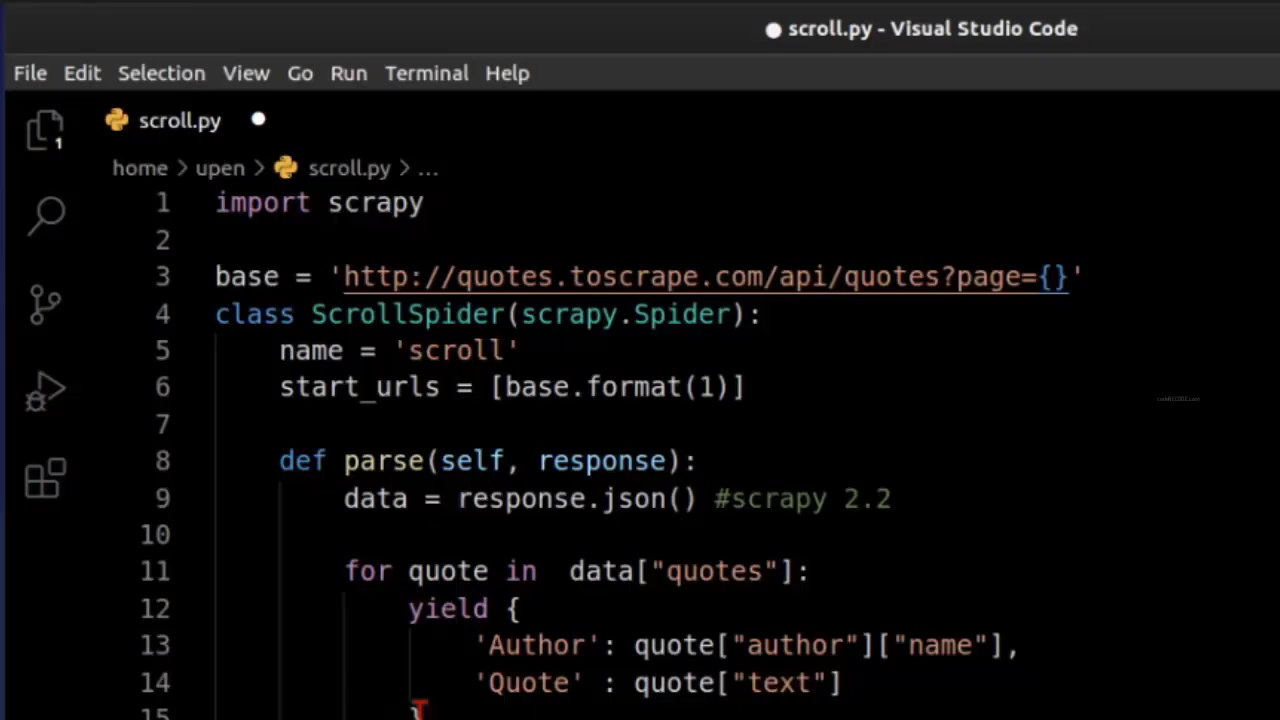 scroll.py - Visual Studio Code
File Edit Selection View Go Run Terminal Help
1
scroll.py
home > upen > scroll.py > ...
1 import scrapy
2
3 base = 'http://quotes.toscrape.com/api/quotes?page={}'
4 class ScrollSpider(scrapy.Spider):
5     name = 'scroll'
6     start_urls = [base.format(1)]
7
8     def parse(self, response):
9         data = response.json() #scrapy 2.2
10
11         for quote in  data["quotes"]:
12             yield {
13                 'Author': quote["author"]["name"],
14                 'Quote' : quote["text"]
15             }